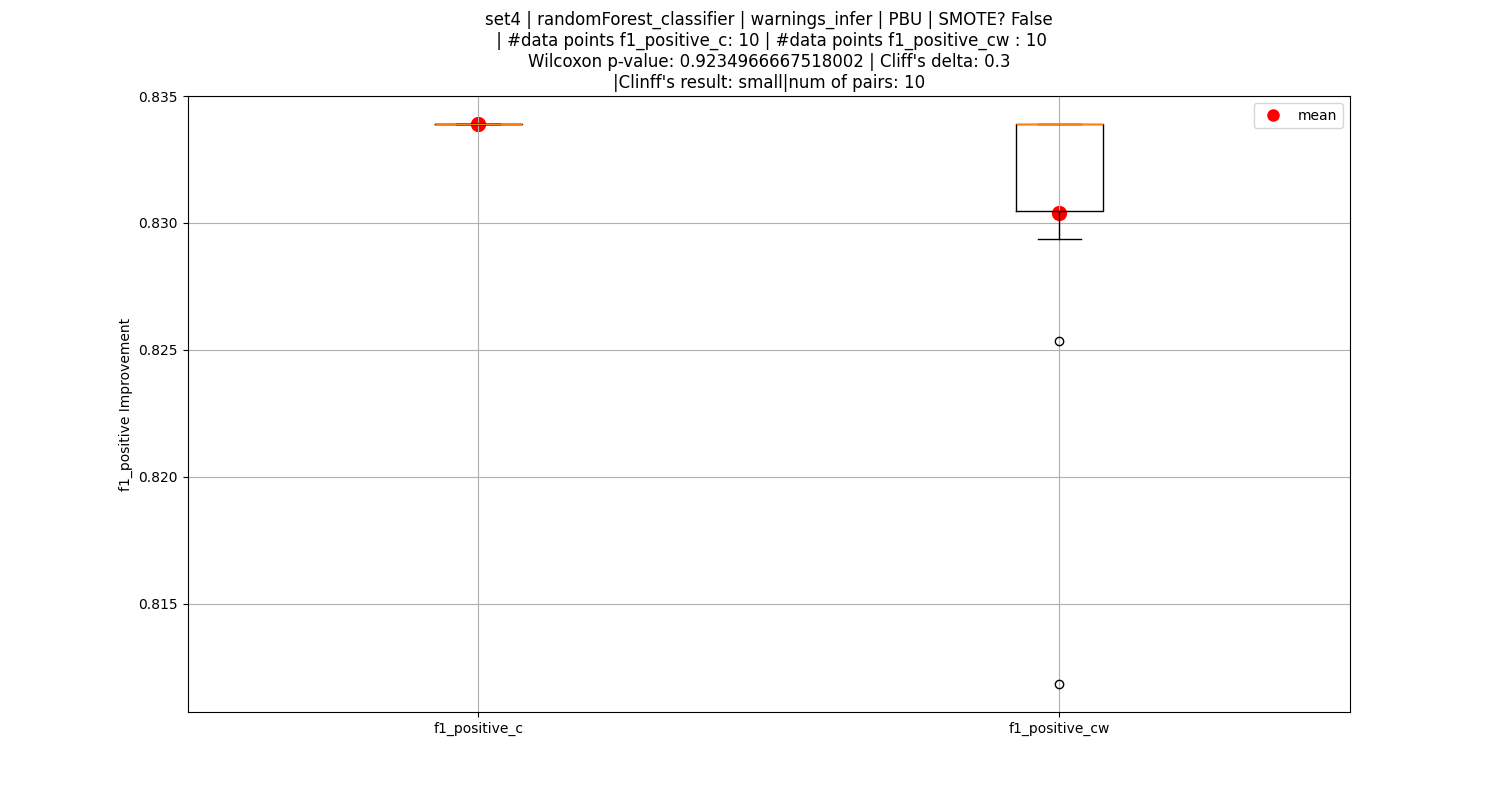 set4 | randomForest_classifier | warnings_infer | PBU | SMOTE? False
| #data points f1_positive_c: 10 | #data points f1_positive_cw : 10
Wilcoxon p-value: 0.9234966667518002 | Cliff's delta: 0.3
|Clinff's result: small|num of pairs: 10
mean
f1_positive Improvement
0.835
0.830
0.825
0.820
0.815
f1_positive_c
f1_positive_cw